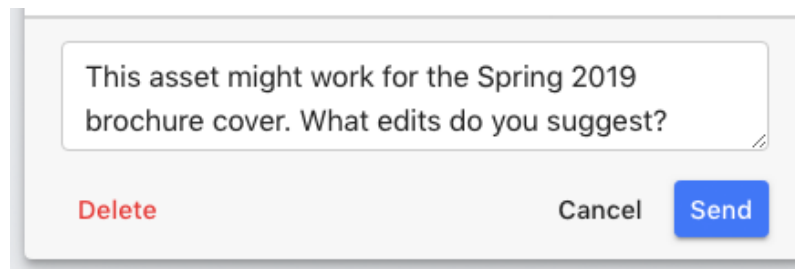 This asset might work for the Spring 2019
brochure cover. What edits do you suggest?
Delete Cancel Send